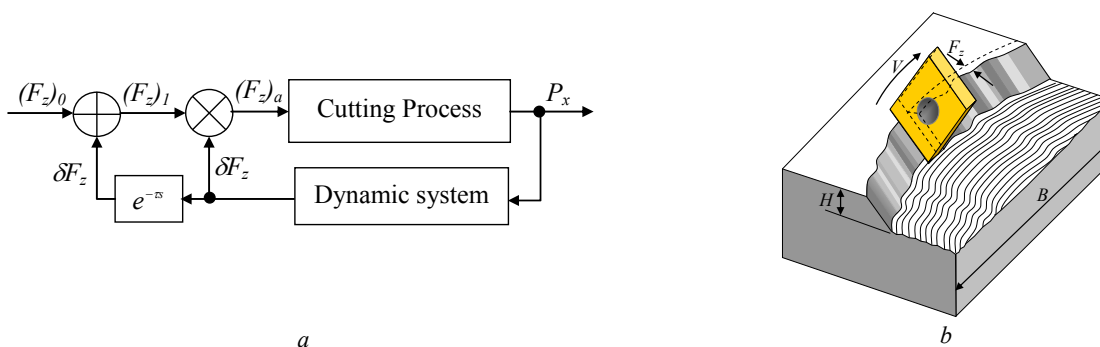 (F_z)_0 (F_z)_1 (F_z)_a Cutting Process P_x
δF_z δF_z
e^{-τs} Dynamic system
a
V F_z
H B
b